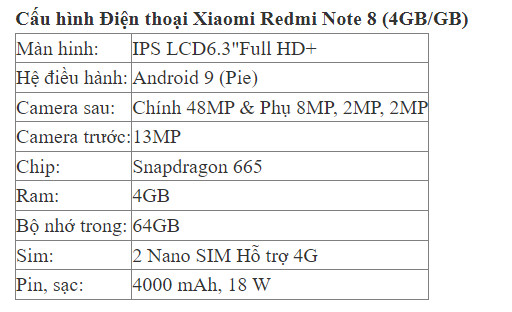 Cấu hình Điện thoại Xiaomi Redmi Note 8 (4GB/GB)
Màn hình: IPS LCD6.3"Full HD+
Hệ điều hành: Android 9 (Pie)
Camera sau: Chính 48MP & Phụ 8MP, 2MP, 2MP
Camera trước: 13MP
Chip: Snapdragon 665
Ram: 4GB
Bộ nhớ trong: 64GB
Sim: 2 Nano SIM Hỗ trợ 4G
Pin, sạc: 4000 mAh, 18 W